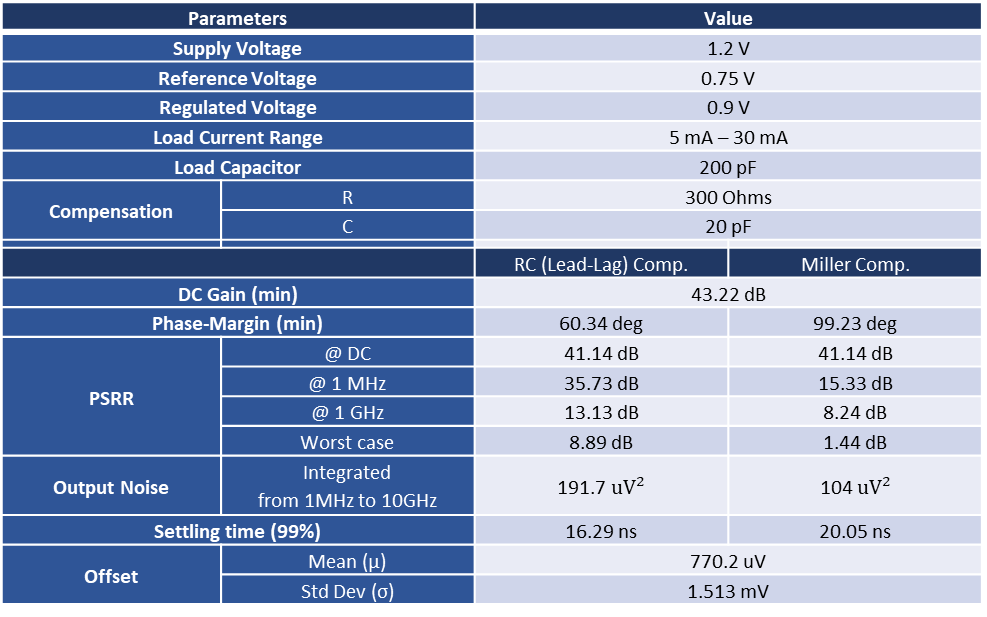 Parameters Value
Supply Voltage 1.2 V
Reference Voltage 0.75 V
Regulated Voltage 0.9 V
Load Current Range 5 mA – 30 mA
Load Capacitor 200 pF
Compensation R 300 Ohms
C 20 pF
RC (Lead-Lag) Comp. Miller Comp.
DC Gain (min) 43.22 dB
Phase-Margin (min) 60.34 deg 99.23 deg
PSRR @ DC 41.14 dB 41.14 dB
@ 1 MHz 35.73 dB 15.33 dB
@ 1 GHz 13.13 dB 8.24 dB
Worst case 8.89 dB 1.44 dB
Output Noise Integrated
from 1MHz to 10GHz 191.7 uV² 104 uV²
Settling time (99%) 16.29 ns 20.05 ns
Offset Mean (μ) 770.2 uV
Std Dev (σ) 1.513 mV